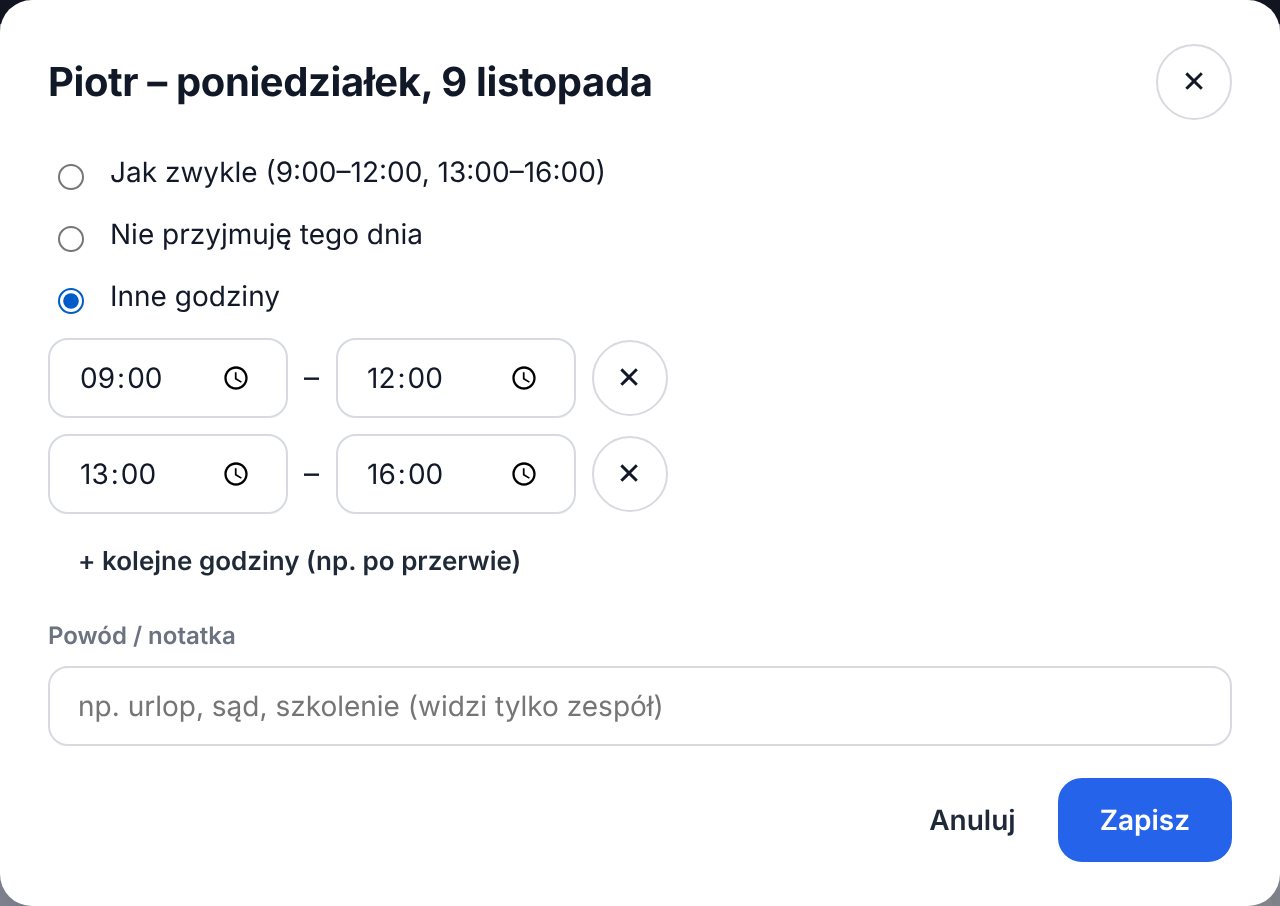 Piotr – poniedziałek, 9 listopada
Jak zwykle (9:00–12:00, 13:00–16:00)
Nie przyjmuję tego dnia
Inne godziny
09:00 – 12:00
13:00 – 16:00
+ kolejne godziny (np. po przerwie)
Powód / notatka
np. urlop, sąd, szkolenie (widzi tylko zespół)
Anuluj Zapisz